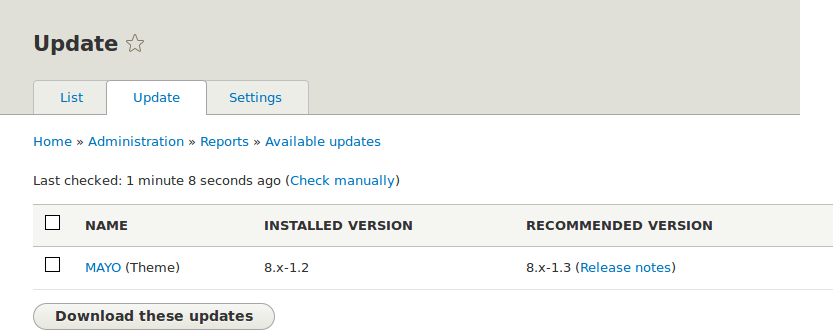 Update
List Update Settings
Home » Administration » Reports » Available updates
Last checked: 1 minute 8 seconds ago (Check manually)
NAME INSTALLED VERSION RECOMMENDED VERSION
MAYO (Theme) 8.x-1.2 8.x-1.3 (Release notes)
Download these updates